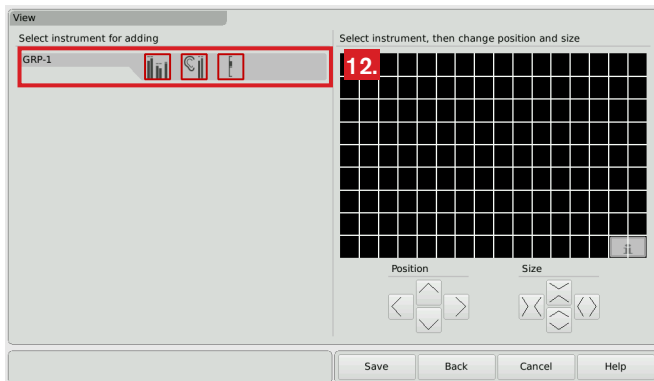 View
Select instrument for adding
GRP-1
Select instrument, then change position and size
12.
Position
Size
Save
Back
Cancel
Help